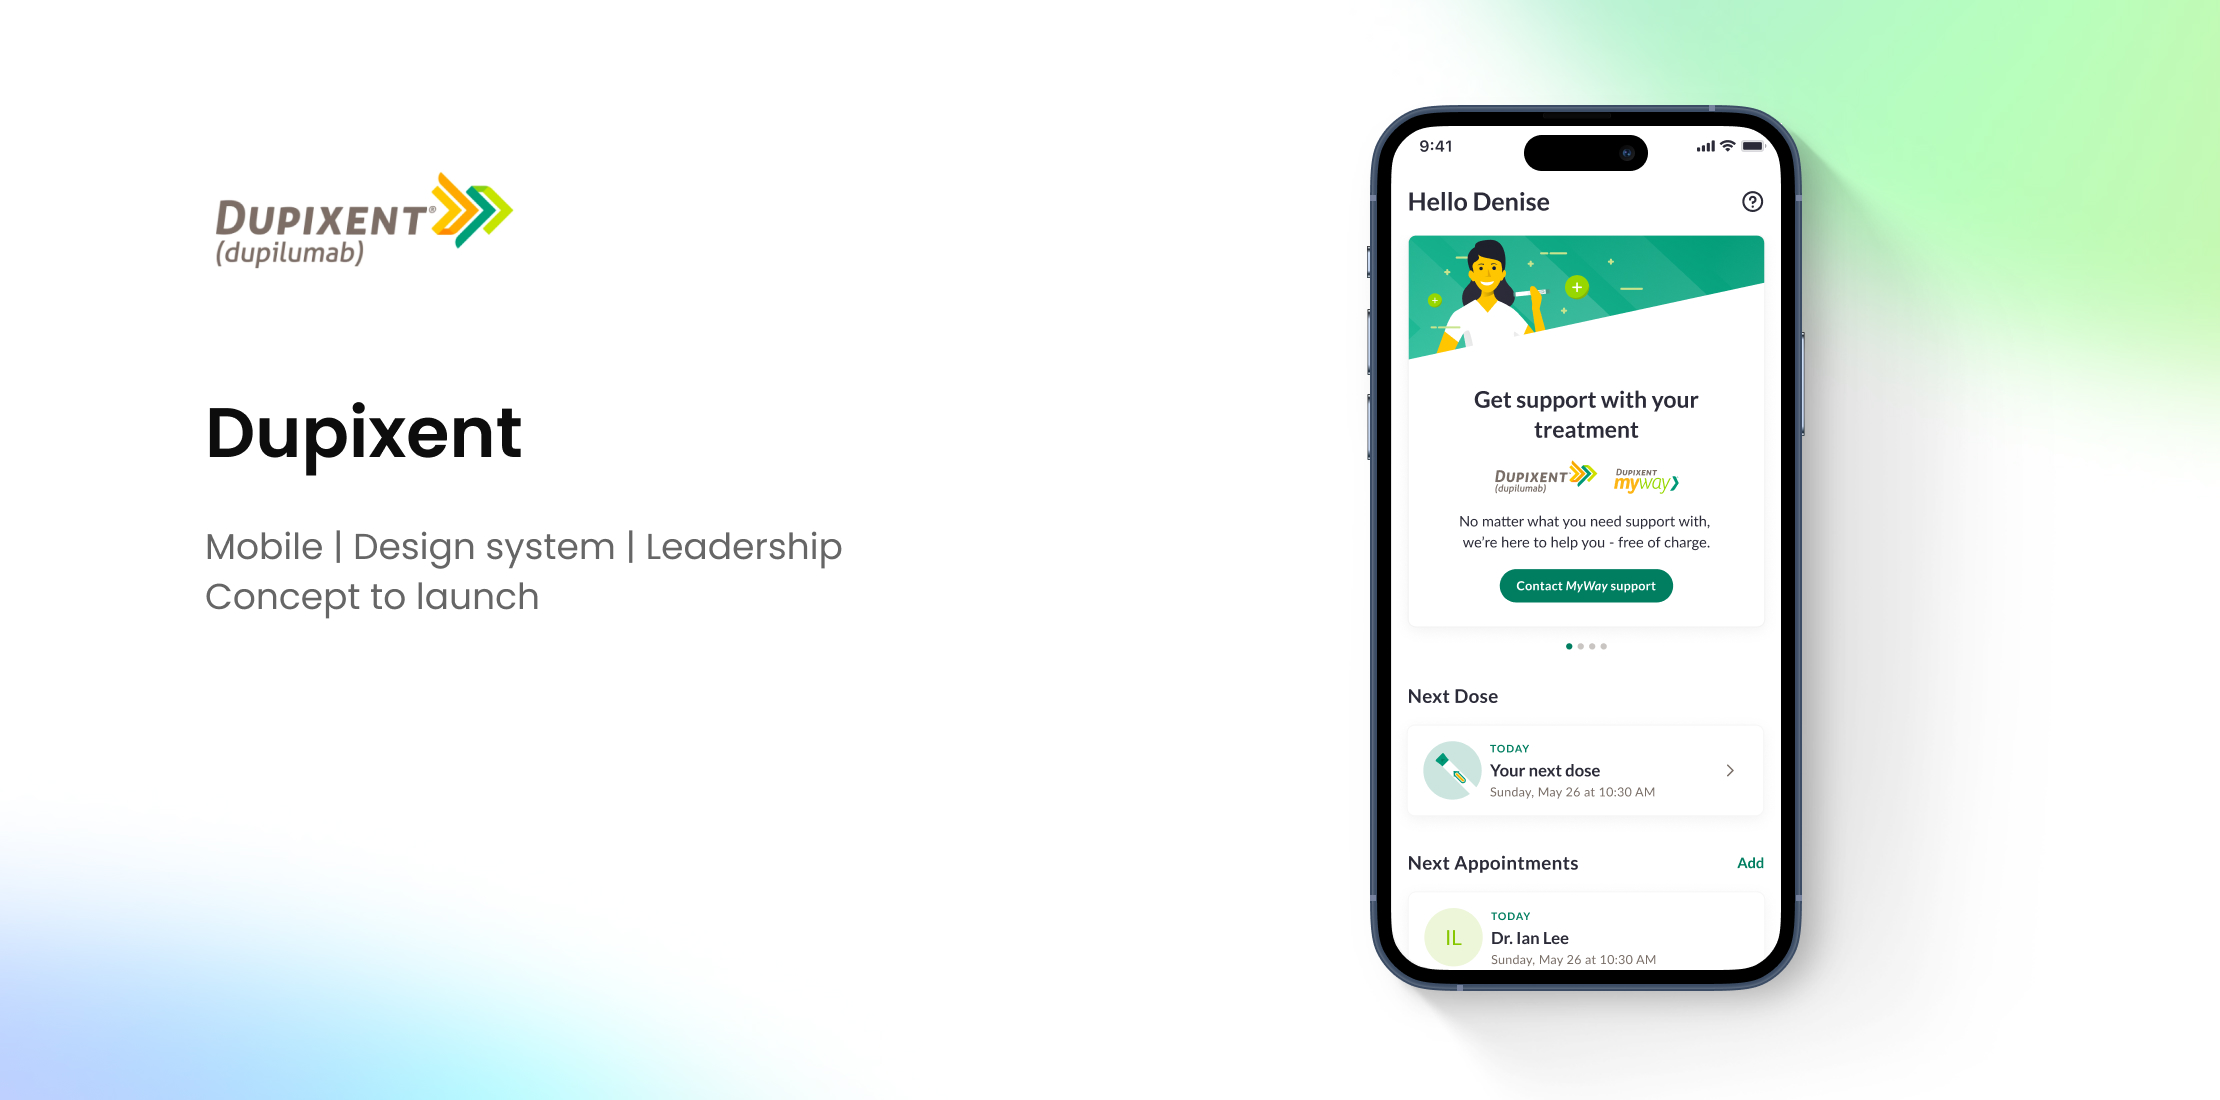 DUPIXENT®
(dupilumab)
Dupixent
Mobile | Design system | Leadership
Concept to launch
9:41
Hello Denise
Get support with your
treatment
DUPIXENT
(dupilumab)
DUPIXENT
myway
No matter what you need support with,
we're here to help you - free of charge.
Contact MyWay support
Next Dose
TODAY
Your next dose
Sunday, May 26 at 10:30 AM
Next Appointments
Add
TODAY
IL
Dr. Ian Lee
Sunday, May 26 at 10:30 AM